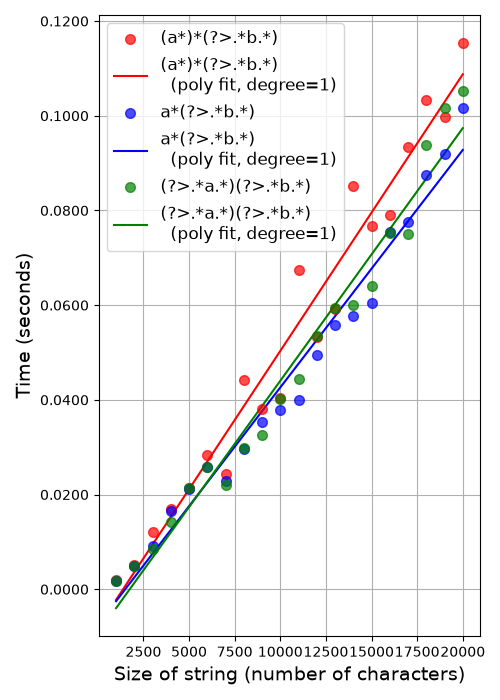 0.1200
0.1000
0.0800
0.0600
0.0400
0.0200
0.0000
Time (seconds)
(a*)*(?>.*b.*)
(a*)*(?>.*b.*)
(poly fit, degree=1)
a*(?>.*b.*)
a*(?>.*b.*)
(poly fit, degree=1)
(?>.*a.*)(?>.*b.*)
(?>.*a.*)(?>.*b.*)
(poly fit, degree=1)
2500 5000 7500 10000 12500 15000 17500 20000
Size of string (number of characters)